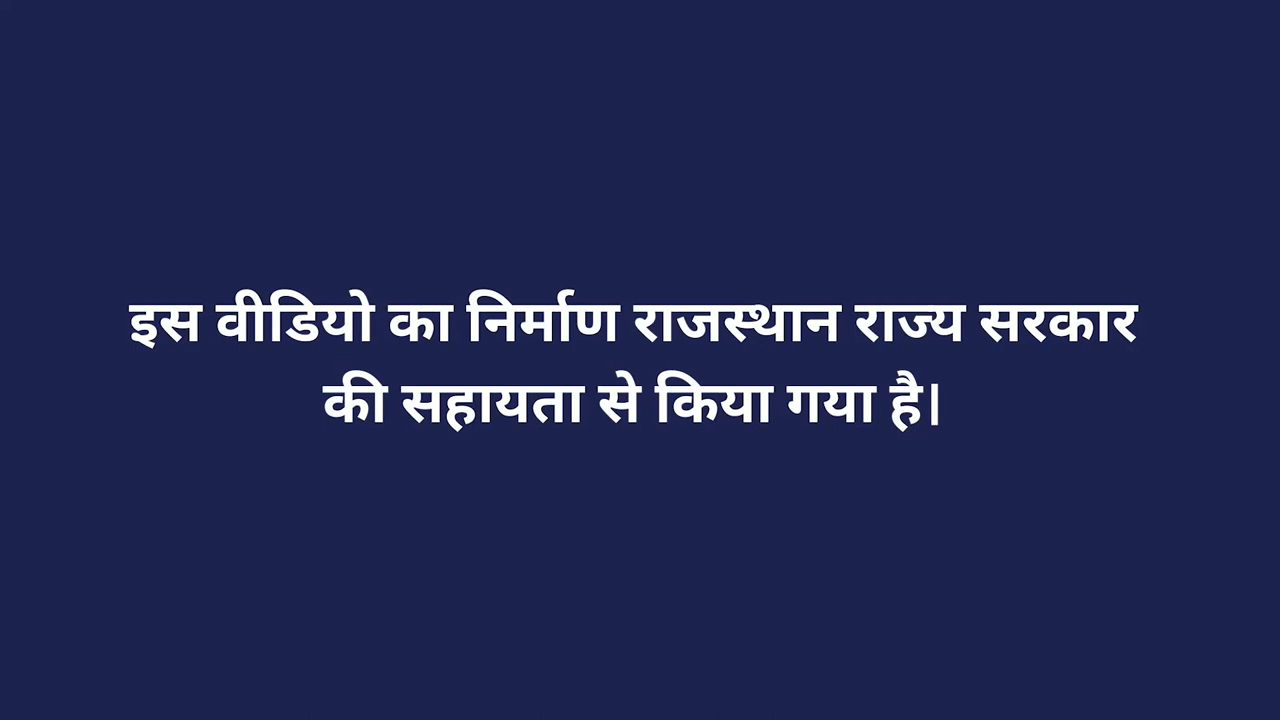 इस वीडियो का निर्माण राजस्थान राज्य सरकार
की सहायता से किया गया है।